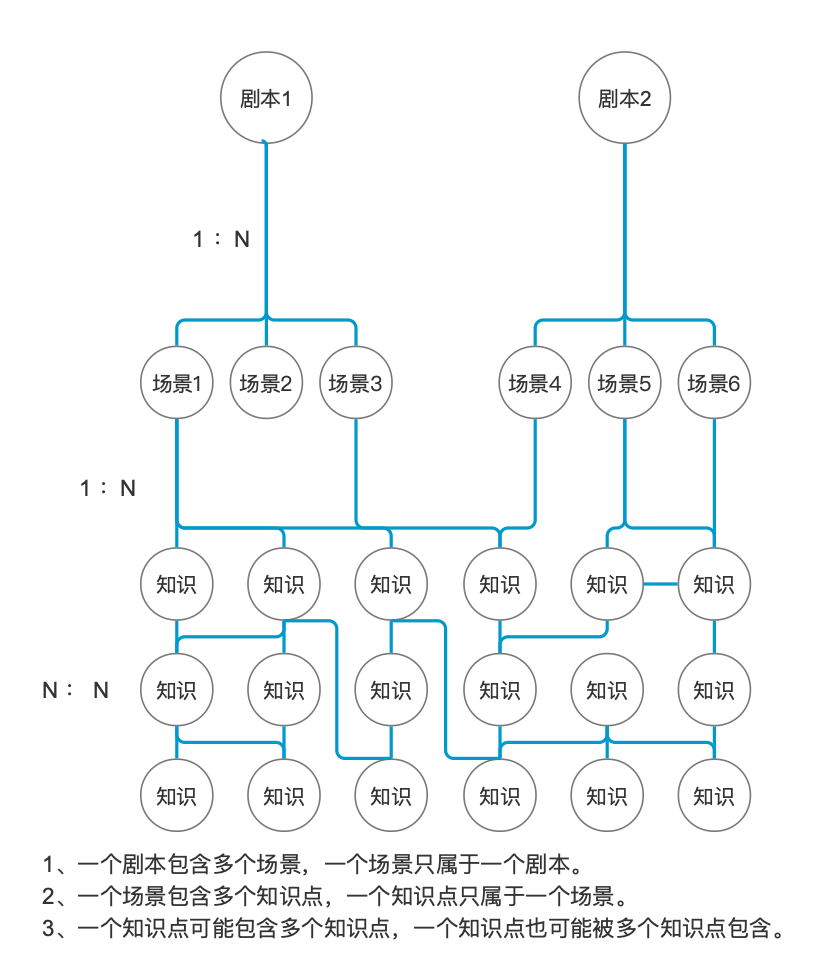 剧本1
剧本2
1 ： N
场景1
场景2
场景3
场景4
场景5
场景6
1 ： N
知识
知识
知识
知识
知识
知识
N ： N
知识
知识
知识
知识
知识
知识
知识
知识
知识
知识
知识
知识
1、一个剧本包含多个场景，一个场景只属于一个剧本。
2、一个场景包含多个知识点，一个知识点只属于一个场景。
3、一个知识点可能包含多个知识点，一个知识点也可能被多个知识点包含。